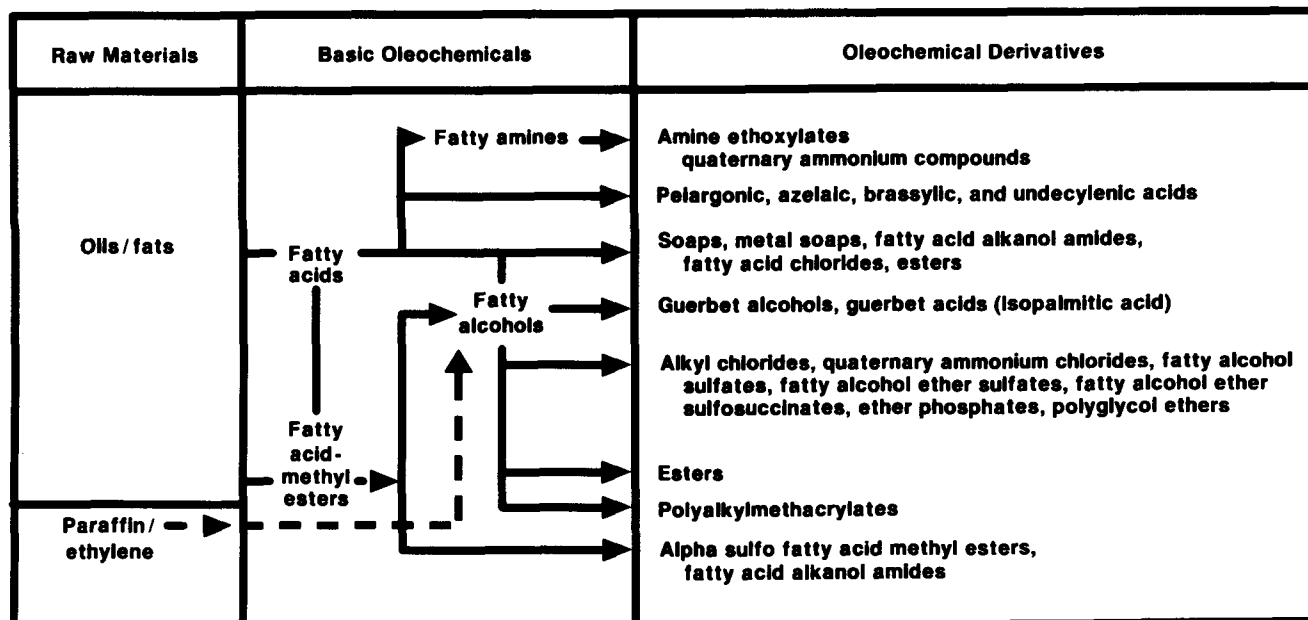 Raw Materials
Basic Oleochemicals
Oleochemical Derivatives
Oils/fats
Fatty
acids
Fatty
acid-
methyl
esters
Paraffin/
ethylene
Fatty amines
Fatty
alcohols
Amine ethoxylates
quaternary ammonium compounds
Pelargonic, azelaic, brassylic, and undecylenic acids
Soaps, metal soaps, fatty acid alkanol amides,
fatty acid chlorides, esters
Guerbet alcohols, guerbet acids (isopalmitic acid)
Alkyl chlorides, quaternary ammonium chlorides, fatty alcohol
sulfates, fatty alcohol ether sulfates, fatty alcohol ether
sulfosuccinates, ether phosphates, polyglycol ethers
Esters
Polyalkylmethacrylates
Alpha sulfo fatty acid methyl esters,
fatty acid alkanol amides